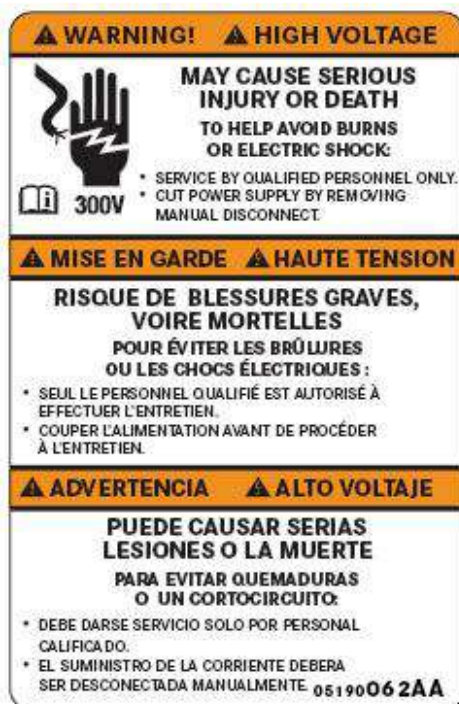 WARNING! HIGH VOLTAGE
MAY CAUSE SERIOUS
INJURY OR DEATH
TO HELP AVOID BURNS
OR ELECTRIC SHOCK:
• SERVICE BY QUALIFIED PERSONNEL ONLY.
• CUT POWER SUPPLY BY REMOVING
MANUAL DISCONNECT.
300V
MISE EN GARDE HAUTE TENSION
RISQUE DE BLESSURES GRAVES,
VOIRE MORTELLES
POUR ÉVITER LES BRÛLURES
OU LES CHOCS ÉLECTRIQUES :
• SEUL LE PERSONNEL QUALIFIÉ EST AUTORISÉ À
EFFECTUER L'ENTRETIEN.
• COUPER L'ALIMENTATION AVANT DE PROCÉDER
À L'ENTRETIEN.
ADVERTENCIA ALTO VOLTAJE
PUEDE CAUSAR SERIAS
LESIONES O LA MUERTE
PARA EVITAR QUEMADURAS
O UN CORTOCIRCUITO:
• DEBE DARSE SERVICIO SOLO POR PERSONAL
CALIFICADO.
• EL SUMINISTRO DE LA CORRIENTE DEBERA
SER DESCONECTADA MANUALMENTE.
05190062AA